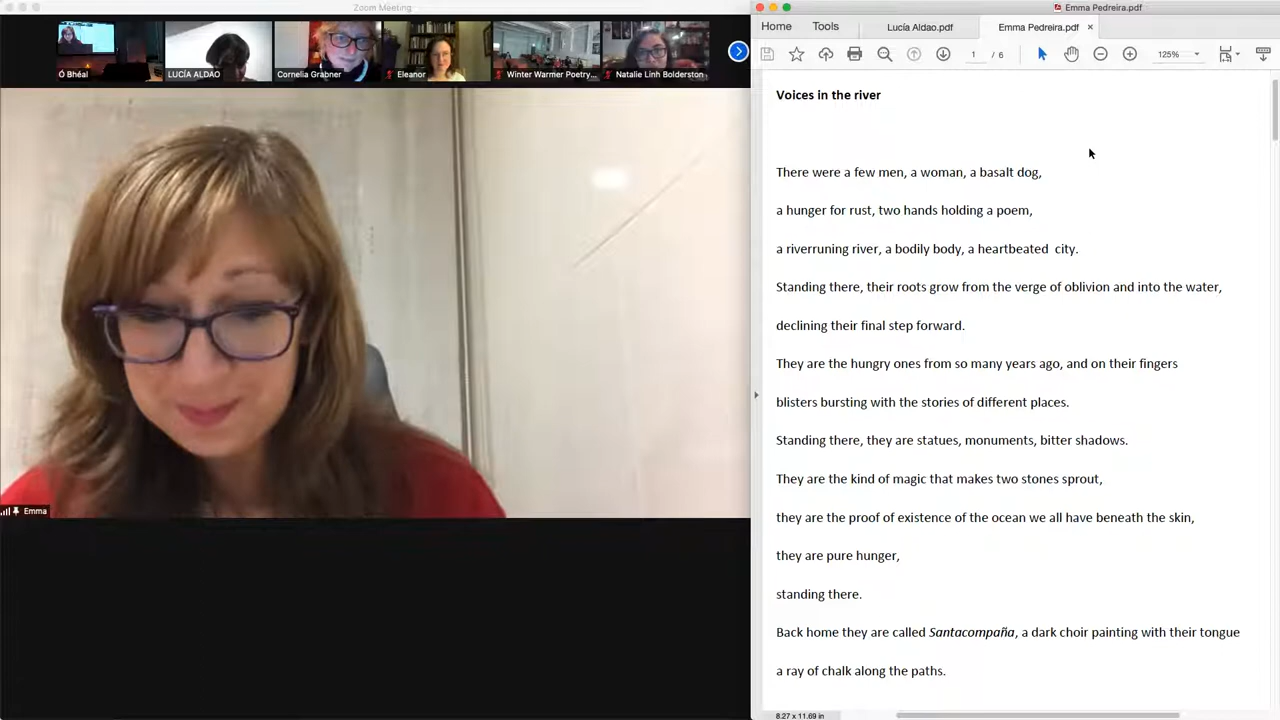 Zoom Meeting
Ó Bhéal
LUCÍA ALDAO
Cornelia Gräbner
Eleanor
Winter Warmer Poetry...
Natalie Linh Bolderston
Emma
Emma Pedreira.pdf
Home
Tools
Lucía Aldao.pdf
Emma Pedreira.pdf ×
1 / 6
125%
Voices in the river
There were a few men, a woman, a basalt dog,
a hunger for rust, two hands holding a poem,
a riverruning river, a bodily body, a heartbeated  city.
Standing there, their roots grow from the verge of oblivion and into the water,
declining their final step forward.
They are the hungry ones from so many years ago, and on their fingers
blisters bursting with the stories of different places.
Standing there, they are statues, monuments, bitter shadows.
They are the kind of magic that makes two stones sprout,
they are the proof of existence of the ocean we all have beneath the skin,
they are pure hunger,
standing there.
Back home they are called Santacompaña, a dark choir painting with their tongue
a ray of chalk along the paths.
8.27 x 11.69 in